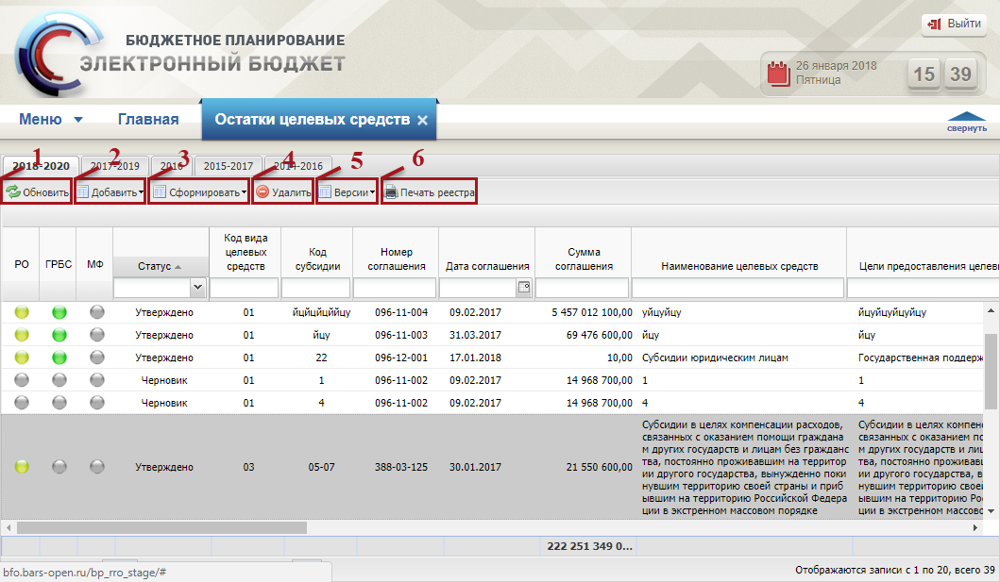 Выйти
БЮДЖЕТНОЕ ПЛАНИРОВАНИЕ
ЭЛЕКТРОННЫЙ БЮДЖЕТ
26 января 2018
Пятница
15 39
Меню Главная Остатки целевых средств ×
свернуть
1 2 3 4 5 6
2018-2020 2017-2019 2016 2015-2017 2014-2016
Обновить Добавить Сформировать Удалить Версии Печать реестра
РО ГРБС МФ Статус Код вида целевых средств Код субсидии Номер соглашения Дата соглашения Сумма соглашения Наименование целевых средств Цели предоставления целев
Утверждено 01 йцйцйцййцу 096-11-004 09.02.2017 5 457 012 100,00 уйцуйцу йцуйцуйцуйцу
Утверждено 01 йцу 096-11-003 31.03.2017 69 476 600,00 йцу йцу
Утверждено 01 22 096-12-001 17.01.2018 10,00 Субсидии юридическим лицам Государственная поддерж
Черновик 01 1 096-11-002 09.02.2017 14 968 700,00 1 1
Черновик 01 4 096-11-002 09.02.2017 14 968 700,00 4 4
Утверждено 03 05-07 388-03-125 30.01.2017 21 550 600,00
Субсидии в целях компенсации расходов,
связанных с оказанием помощи граждана
м других государств и лицам без гражданс
тва, постоянно проживавшим на территор
ии другого государства, вынужденно поки
нувшим территорию своей страны и приб
ывшим на территорию Российской Федера
ции в экстренном массовом порядке
Субсидии в целях компенс
связанных с оказанием по
м других государств и лиц
тва, постоянно проживавш
ии другого государства, в
нувшим территорию своей
ывшим на территорию Ро
ции в экстренном массово
222 251 349 0...
bfo.bars-open.ru/bp_rro_stage/#
Отображаются записи с 1 по 20, всего 39